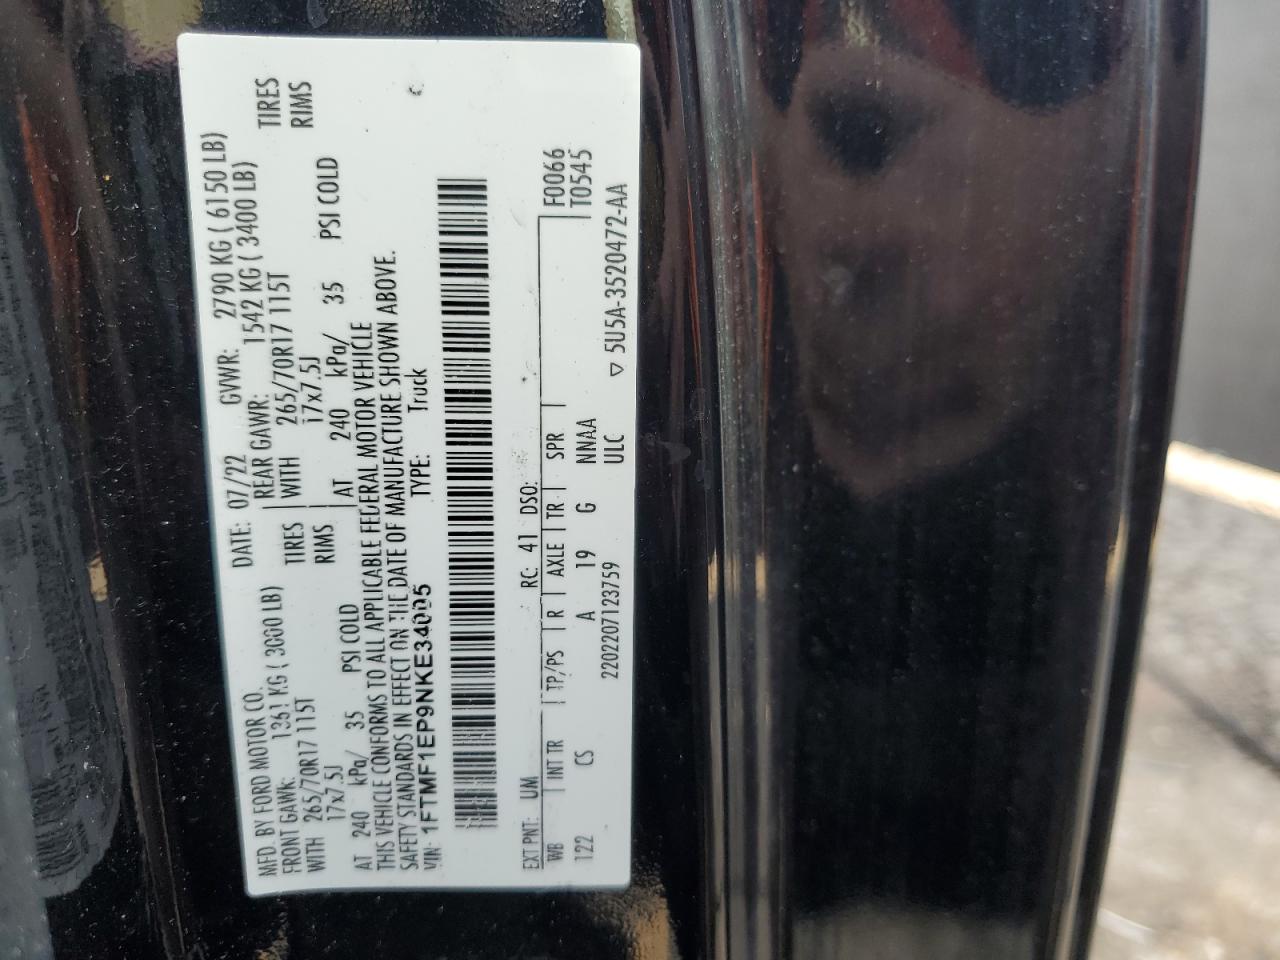 MFD. BY FORD MOTOR CO. DATE: 07/22 GVWR: 2790 KG ( 6150 LB)
FRONT GAWR: 1361 KG ( 3000 LB) REAR GAWR: 1542 KG ( 3400 LB)
WITH 265/70R17 115T TIRES WITH 265/70R17 115T TIRES
17x7.5J RIMS 17x7.5J RIMS
AT 240 kPa/ 35 PSI COLD AT 240 kPa/ 35 PSI COLD
THIS VEHICLE CONFORMS TO ALL APPLICABLE FEDERAL MOTOR VEHICLE
SAFETY STANDARDS IN EFFECT ON THE DATE OF MANUFACTURE SHOWN ABOVE.
VIN: 1FTMF1EP9NKE34005 TYPE: Truck
EXT PNT: UM RC: 41 DSO:
WB INT TR TP/PS R AXLE TR SPR F0066
122 CS A 19 G NNAA T0545
2202207123759 ULC ▽ 5U5A-3520472-AA